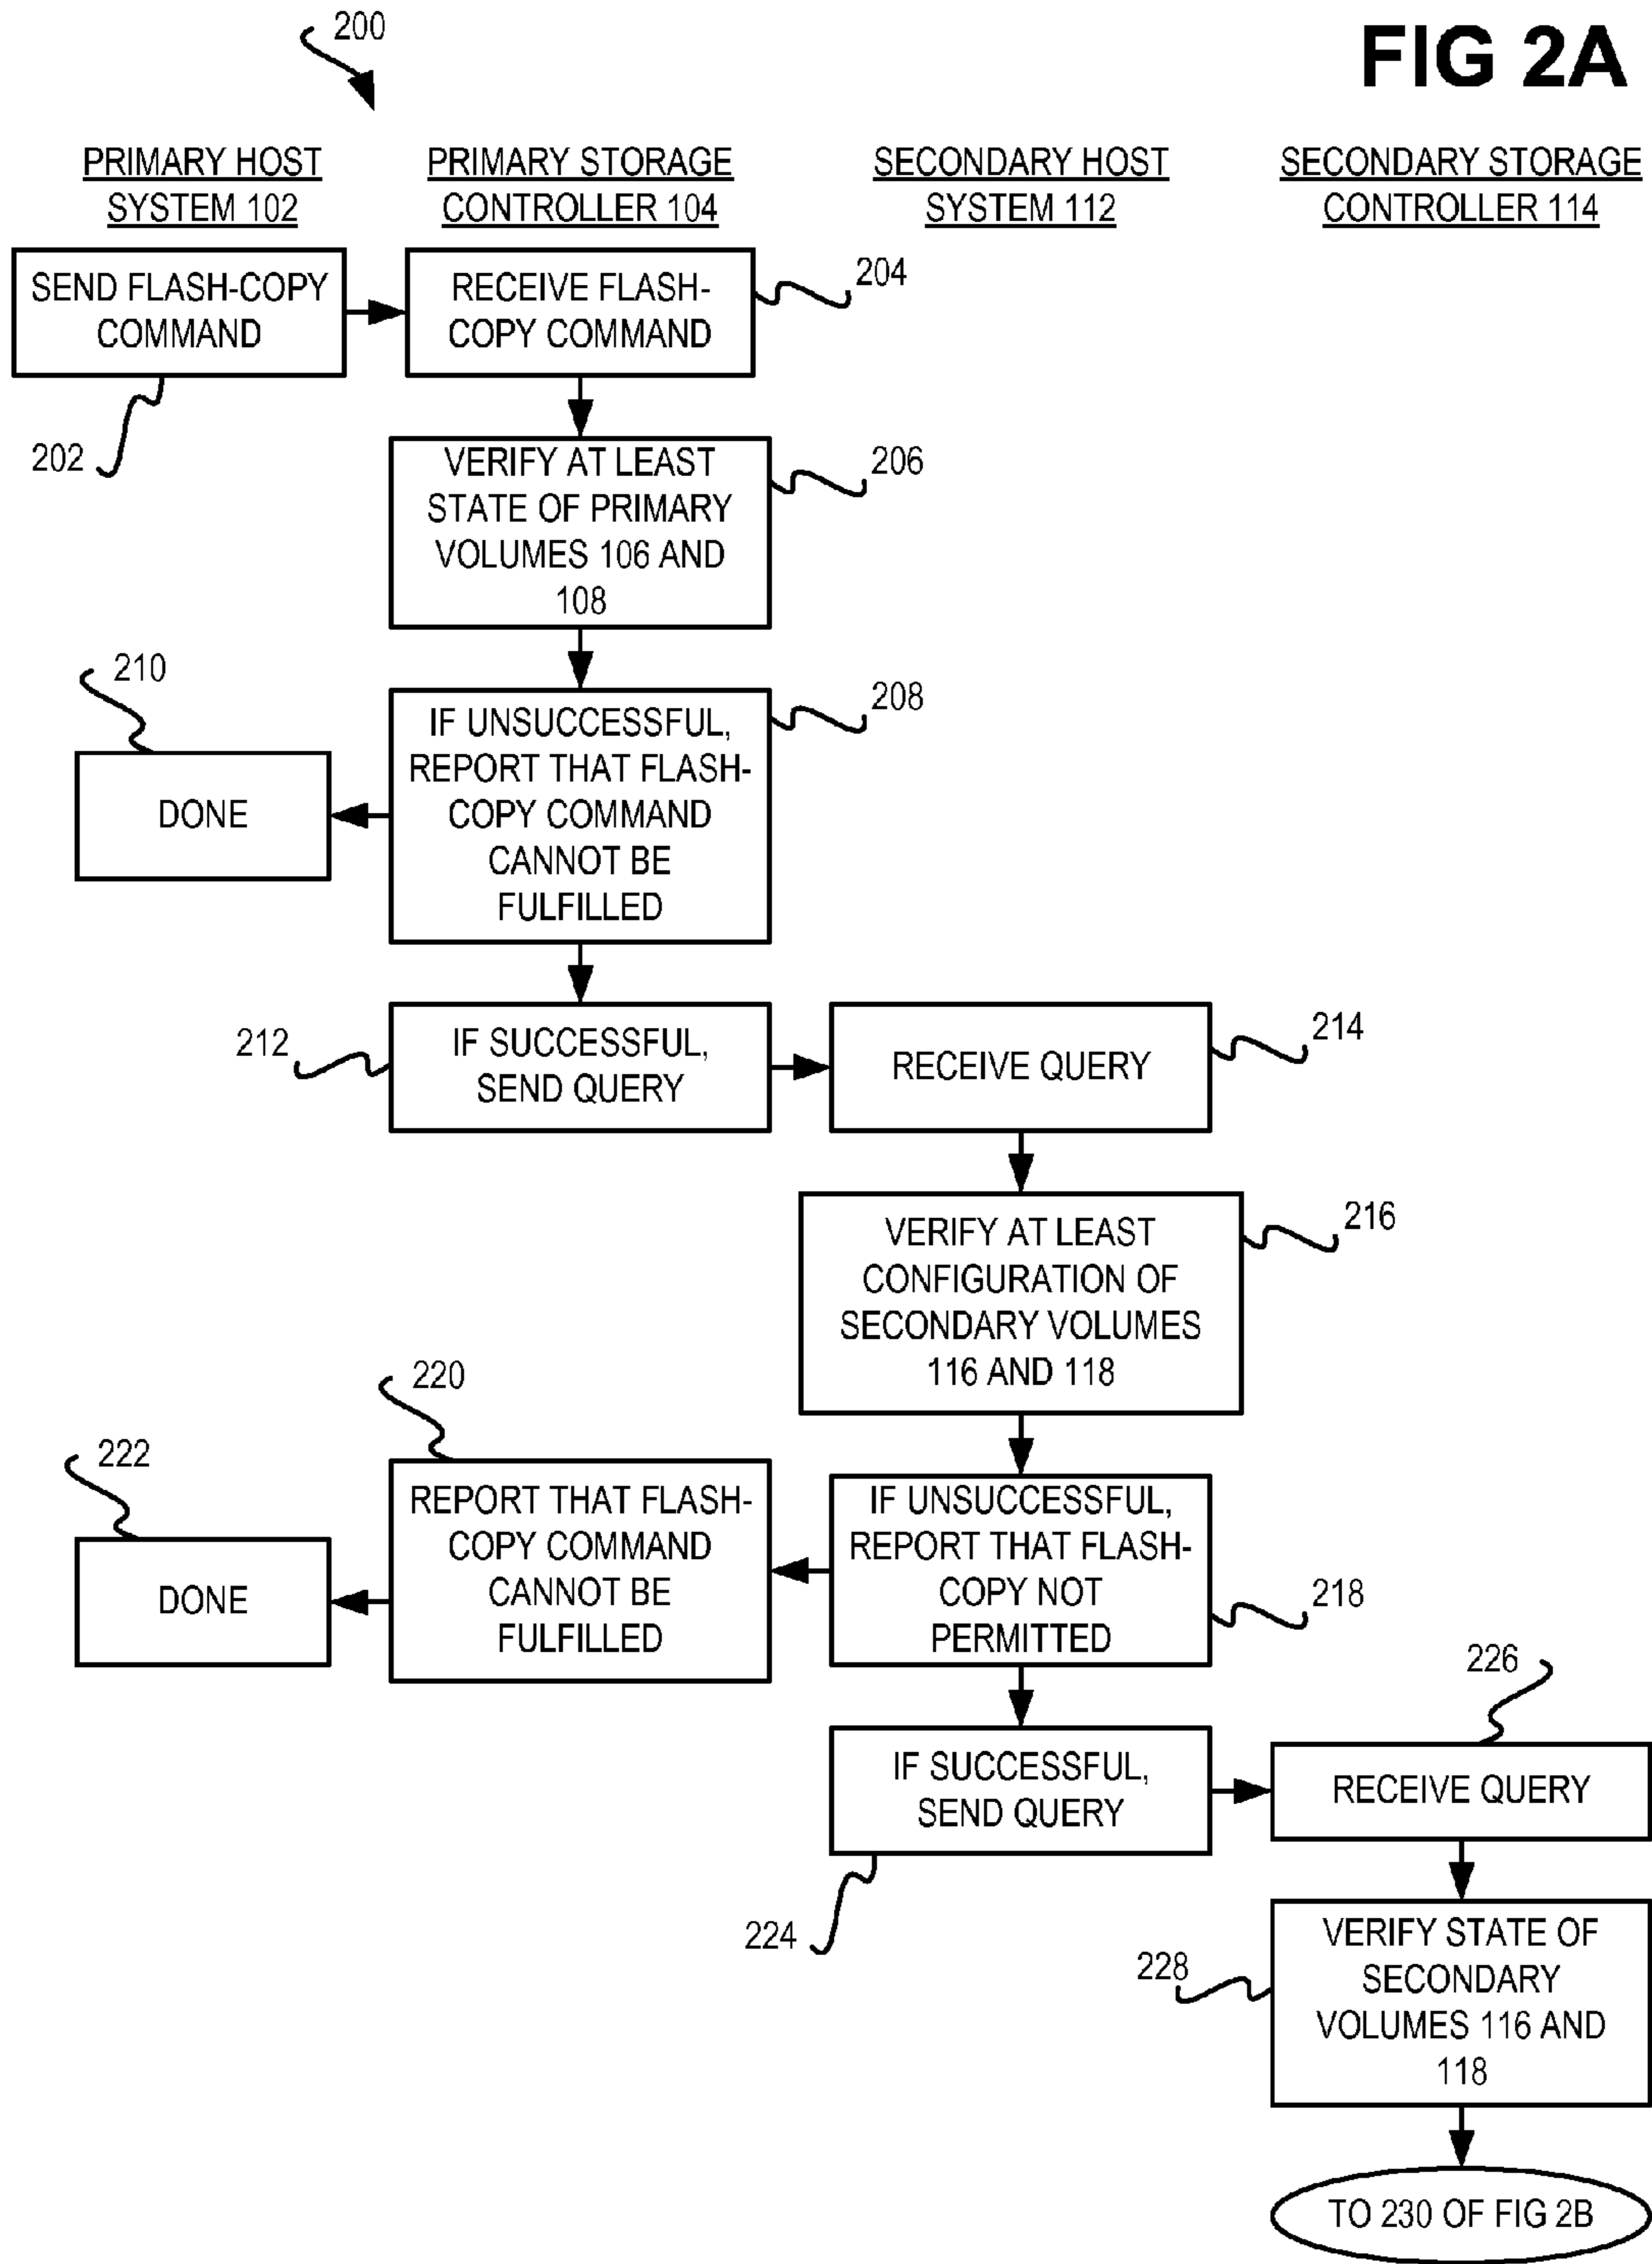 200
FIG 2A
PRIMARY HOST
SYSTEM 102
PRIMARY STORAGE
CONTROLLER 104
SECONDARY HOST
SYSTEM 112
SECONDARY STORAGE
CONTROLLER 114
SEND FLASH-COPY
COMMAND
202
RECEIVE FLASH-
COPY COMMAND
204
VERIFY AT LEAST
STATE OF PRIMARY
VOLUMES 106 AND
108
206
IF UNSUCCESSFUL,
REPORT THAT FLASH-
COPY COMMAND
CANNOT BE
FULFILLED
208
210
DONE
212
IF SUCCESSFUL,
SEND QUERY
RECEIVE QUERY
214
VERIFY AT LEAST
CONFIGURATION OF
SECONDARY VOLUMES
116 AND 118
216
IF UNSUCCESSFUL,
REPORT THAT FLASH-
COPY NOT
PERMITTED
218
220
REPORT THAT FLASH-
COPY COMMAND
CANNOT BE
FULFILLED
222
DONE
IF SUCCESSFUL,
SEND QUERY
224
226
RECEIVE QUERY
228
VERIFY STATE OF
SECONDARY
VOLUMES 116 AND
118
TO 230 OF FIG 2B